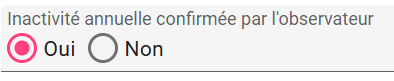 Inactivité annuelle confirmée par l'observateur
Oui Non